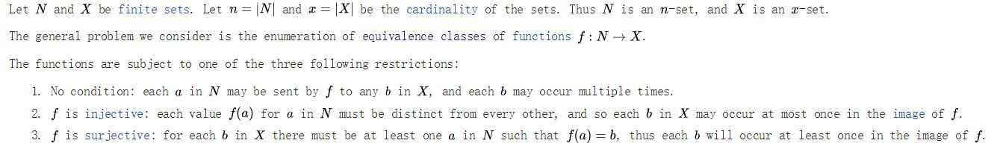 Let N and X be finite sets. Let n = |N| and x = |X| be the cardinality of the sets. Thus N is an n-set, and X is an x-set.
The general problem we consider is the enumeration of equivalence classes of functions f : N → X.
The functions are subject to one of the three following restrictions:
1. No condition: each a in N may be sent by f to any b in X, and each b may occur multiple times.
2. f is injective: each value f(a) for a in N must be distinct from every other, and so each b in X may occur at most once in the image of f.
3. f is surjective: for each b in X there must be at least one a in N such that f(a) = b, thus each b will occur at least once in the image of f.